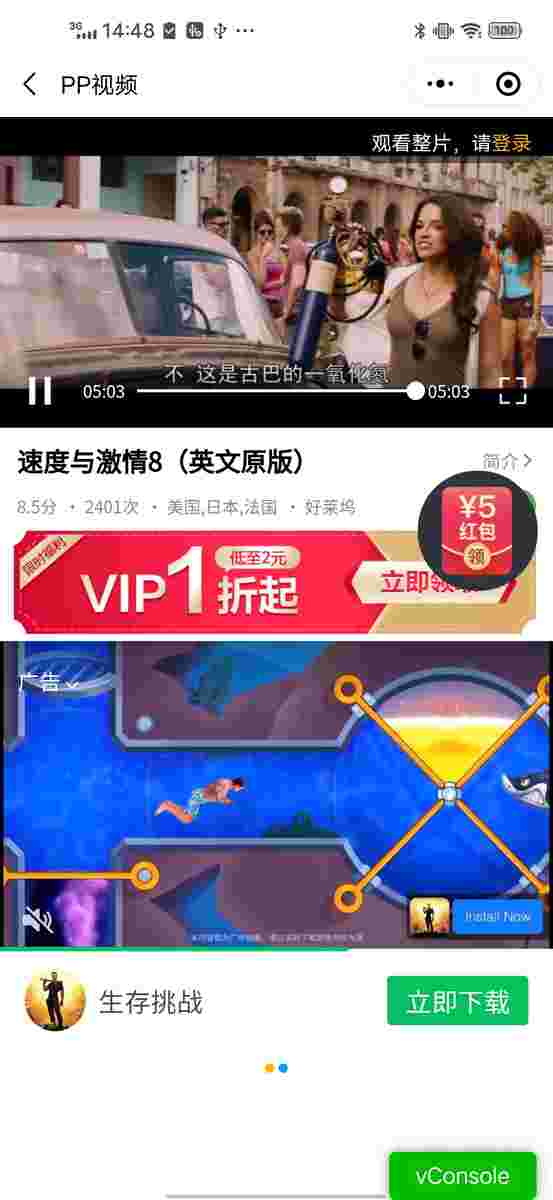 3G 14:48 100
PP视频
观看整片，请登录
不 这是古巴的一氧化氮
05:03 05:03
速度与激情8（英文原版）
简介
8.5分 · 2401次 · 美国,日本,法国 · 好莱坞
¥5
红包
领
限时福利
VIP1折起
低至2元
立即领
广告
Install Now
生存挑战
立即下载
vConsole